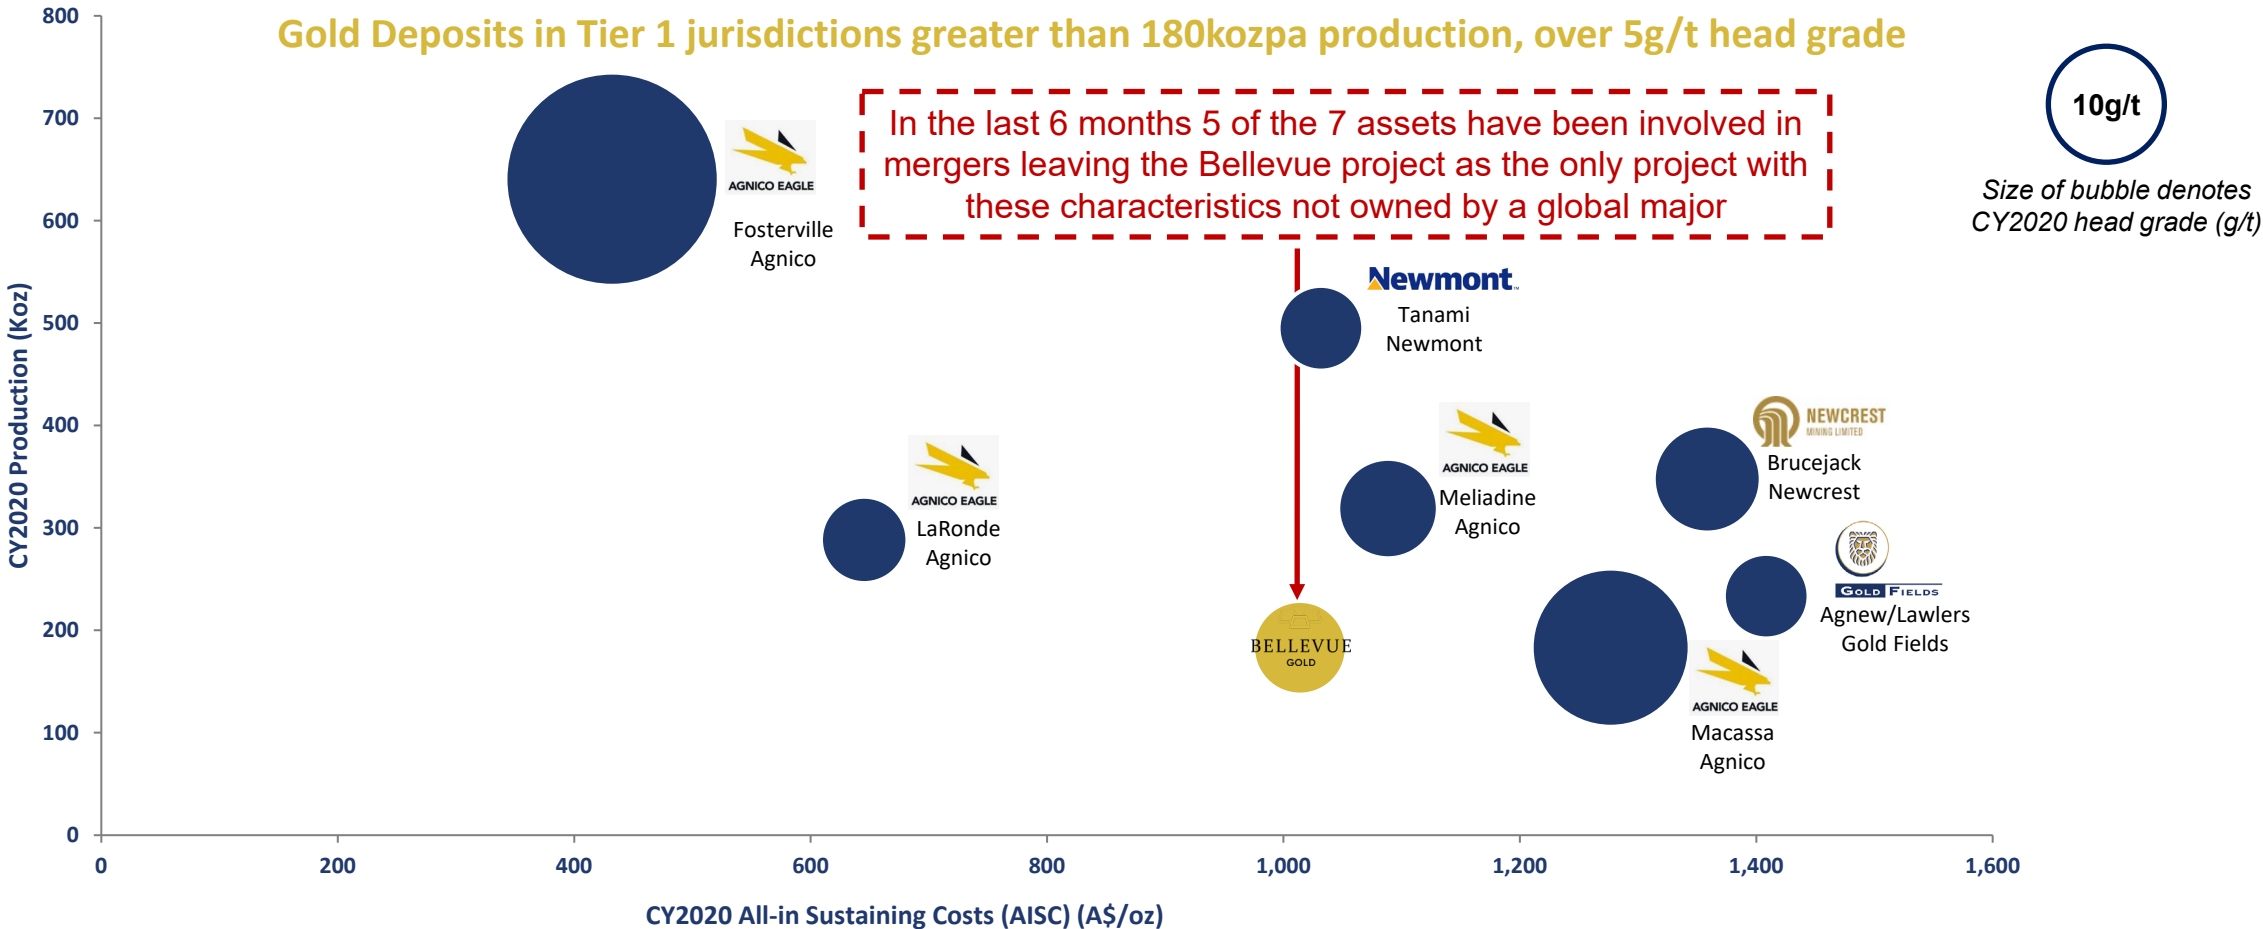 Gold Deposits in Tier 1 jurisdictions greater than 180kozpa production, over 5g/t head grade
In the last 6 months 5 of the 7 assets have been involved in
mergers leaving the Bellevue project as the only project with
these characteristics not owned by a global major
10g/t
Size of bubble denotes
CY2020 head grade (g/t)
CY2020 Production (Koz)
800
700
600
500
400
300
200
100
0
AGNICO EAGLE
Fosterville
Agnico
Newmont™
Tanami
Newmont
AGNICO EAGLE
LaRonde
Agnico
AGNICO EAGLE
Meliadine
Agnico
NEWCREST
MINING LIMITED
Brucejack
Newcrest
GOLD FIELDS
Agnew/Lawlers
Gold Fields
BELLEVUE
GOLD
AGNICO EAGLE
Macassa
Agnico
0
200
400
600
800
1,000
1,200
1,400
1,600
CY2020 All-in Sustaining Costs (AISC) (A$/oz)